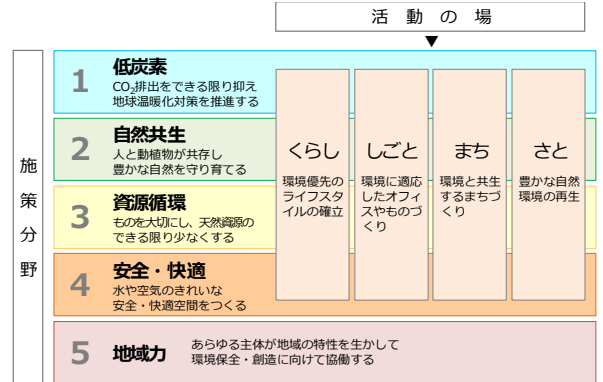 活動の場
▼
施策分野
1 低炭素
CO₂排出をできる限り抑え
地球温暖化対策を推進する
2 自然共生
人と動植物が共存し
豊かな自然を守り育てる
3 資源循環
ものを大切にし、天然資源の
できる限り少なくする
4 安全・快適
水や空気のきれいな
安全・快適空間をつくる
5 地域力
あらゆる主体が地域の特性を生かして
環境保全・創造に向けて協働する
くらし
環境優先の
ライフスタ
イルの確立
しごと
環境に適応
したオフィ
スやものづ
くり
まち
環境と共生
するまちづ
くり
さと
豊かな自然
環境の再生